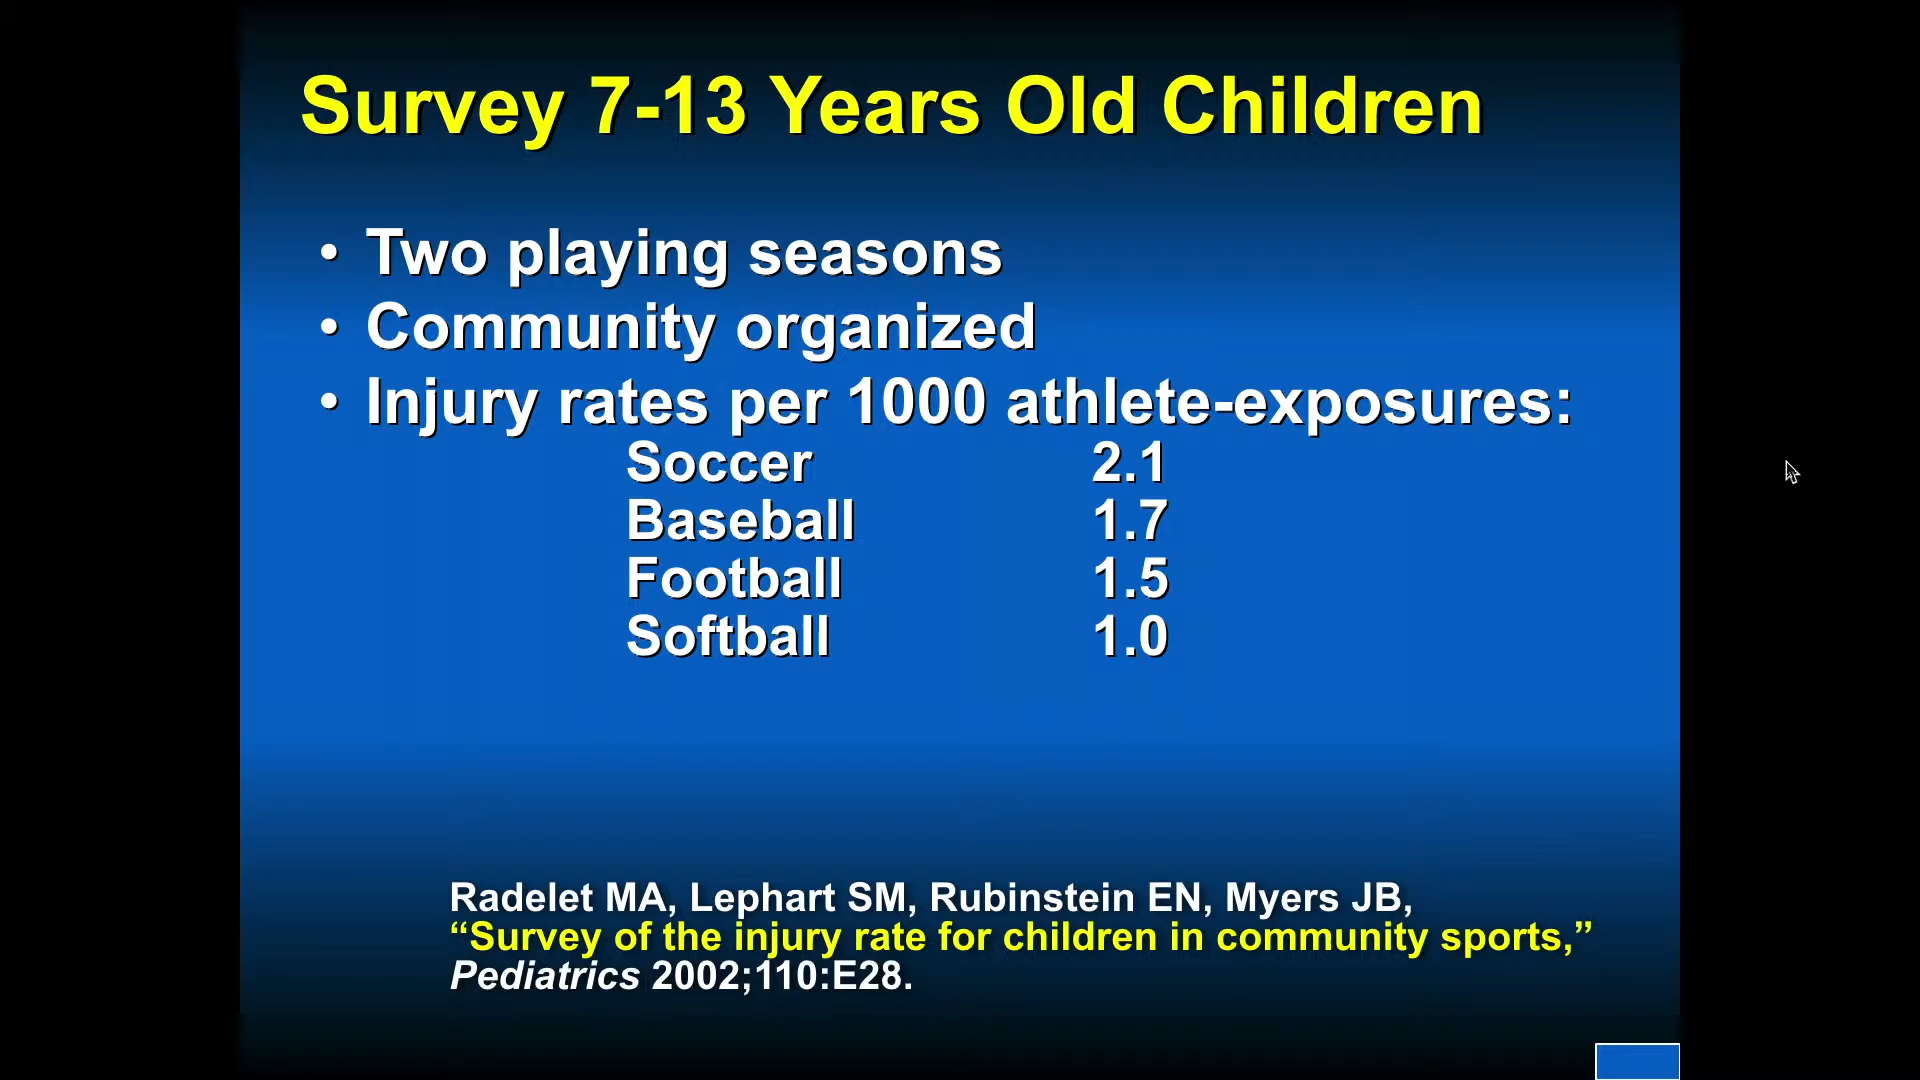 Survey 7-13 Years Old Children
• Two playing seasons
• Community organized
• Injury rates per 1000 athlete-exposures:
Soccer 2.1
Baseball 1.7
Football 1.5
Softball 1.0
Radelet MA, Lephart SM, Rubinstein EN, Myers JB,
“Survey of the injury rate for children in community sports,”
Pediatrics 2002;110:E28.